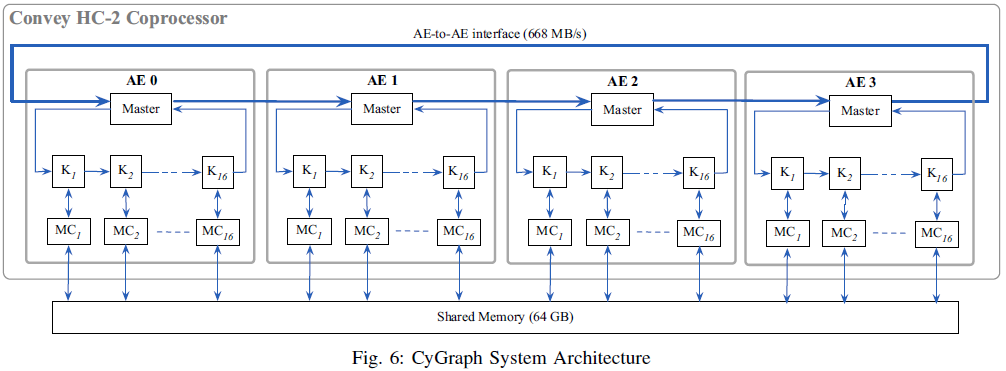 Convey HC-2 Coprocessor
AE-to-AE interface (668 MB/s)
AE 0 AE 1 AE 2 AE 3
Master Master Master Master
K1 K2 K16 K1 K2 K16 K1 K2 K16 K1 K2 K16
MC1 MC2 MC16 MC1 MC2 MC16 MC1 MC2 MC16 MC1 MC2 MC16
Shared Memory (64 GB)
Fig. 6: CyGraph System Architecture